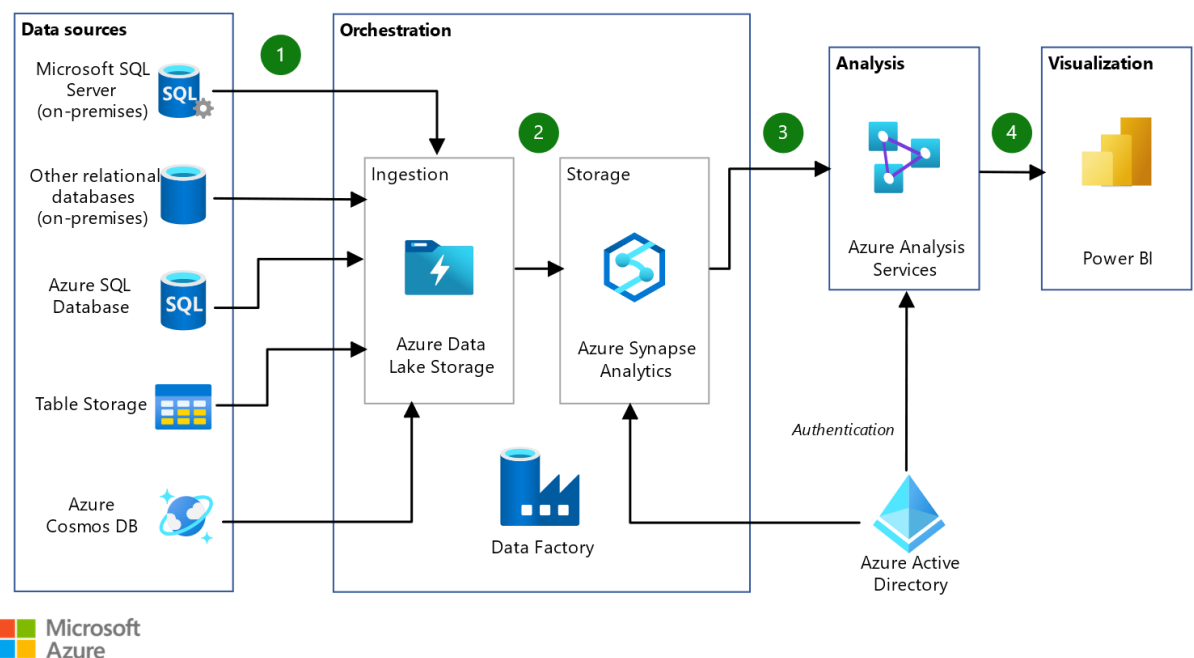 Data sources
Microsoft SQL
Server
(on-premises)
SQL
Other relational
databases
(on-premises)
Azure SQL
Database
SQL
Table Storage
Azure
Cosmos DB
1
Orchestration
Ingestion
Azure Data
Lake Storage
2
Storage
Azure Synapse
Analytics
Data Factory
3
Analysis
Azure Analysis
Services
Authentication
Azure Active
Directory
4
Visualization
Power BI
Microsoft
Azure